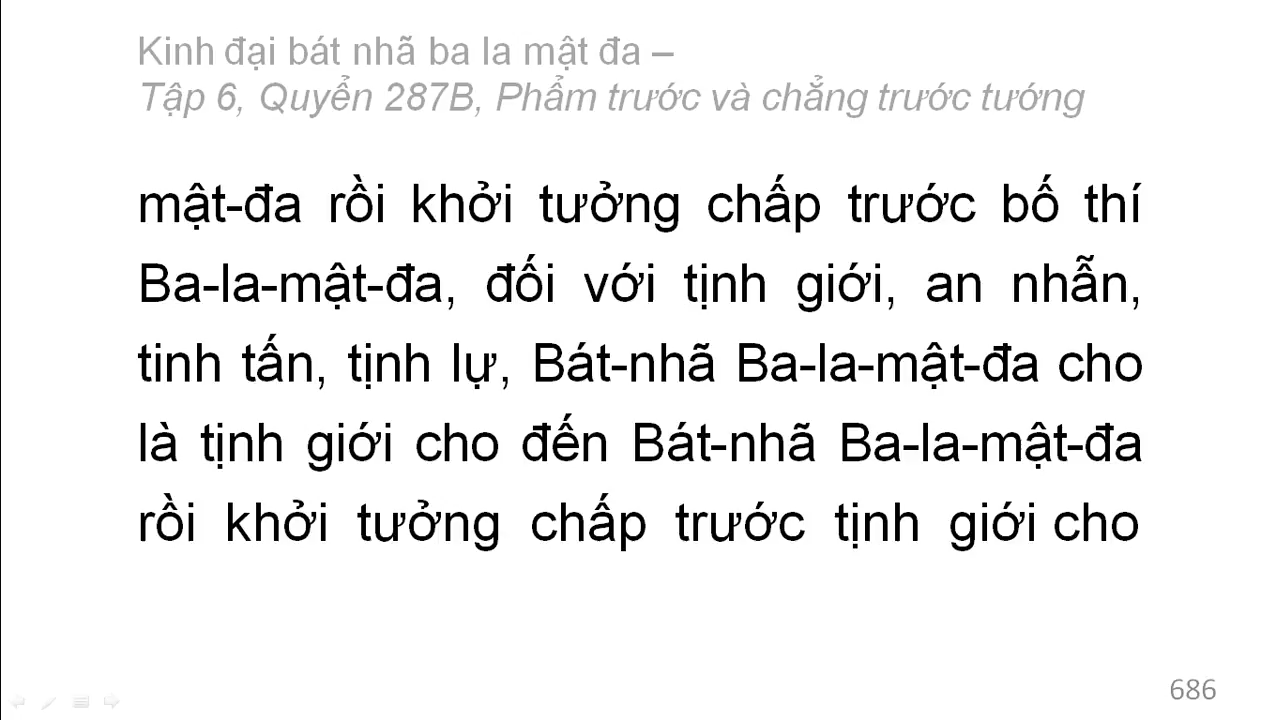 Kinh đại bát nhã ba la mật đa –
Tập 6, Quyển 287B, Phẩm trước và chẳng trước tướng
mật-đa rồi khởi tưởng chấp trước bố thí
Ba-la-mật-đa, đối với tịnh giới, an nhẫn,
tinh tấn, tịnh lự, Bát-nhã Ba-la-mật-đa cho
là tịnh giới cho đến Bát-nhã Ba-la-mật-đa
rồi khởi tưởng chấp trước tịnh giới cho
686